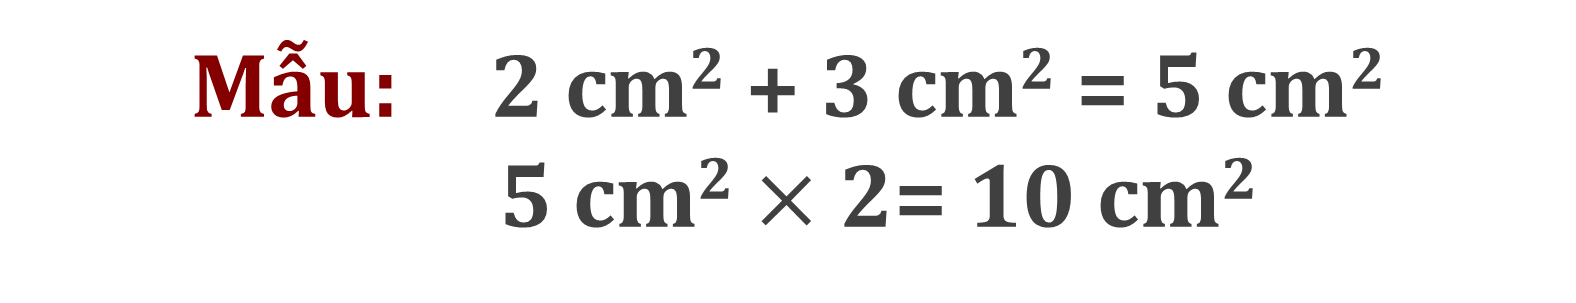 Mẫu: 2 cm² + 3 cm² = 5 cm²
5 cm² × 2= 10 cm²